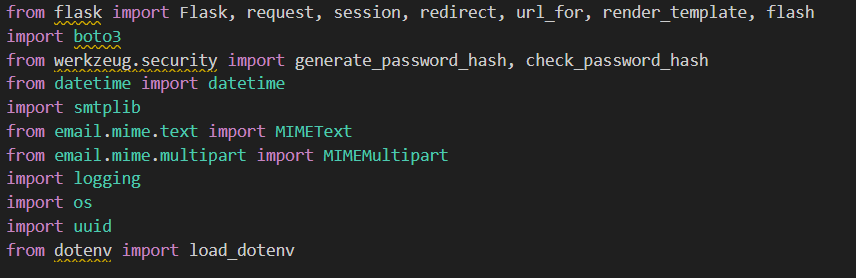 from flask import Flask, request, session, redirect, url_for, render_template, flash
import boto3
from werkzeug.security import generate_password_hash, check_password_hash
from datetime import datetime
import smtplib
from email.mime.text import MIMEText
from email.mime.multipart import MIMEMultipart
import logging
import os
import uuid
from dotenv import load_dotenv